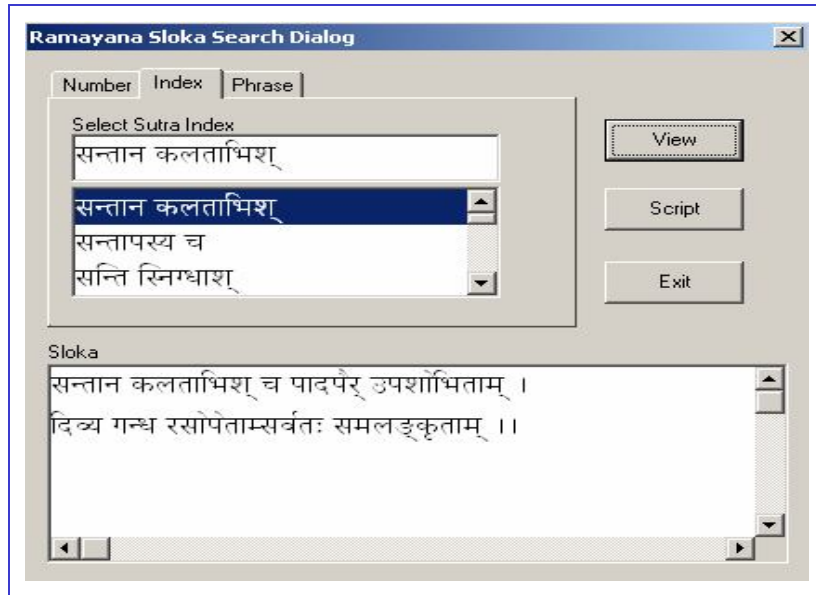 Ramayana Sloka Search Dialog
Number Index Phrase
Select Sutra Index
सन्तान कलताभिश्
सन्तान कलताभिश्
सन्तापस्य च
सन्ति स्निग्धाश्
View
Script
Exit
Sloka
सन्तान कलताभिश् च पादपैर् उपशोभिताम् ।
दिव्य गन्ध रसोपेताम्सर्वतः समलङ्कृताम् ।।